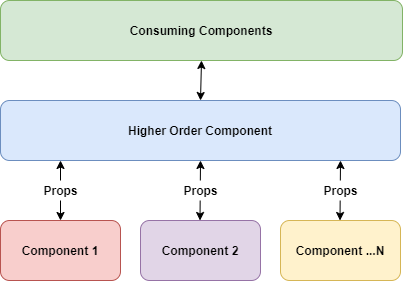 Consuming Components
Higher Order Component
Props Props Props
Component 1 Component 2 Component ...N